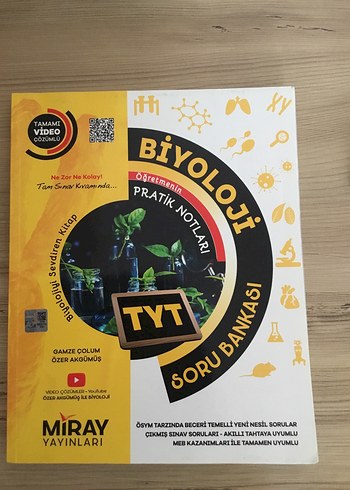 TAMAMI
VİDEO
ÇÖZÜMLÜ
Ne Zor Ne Kolay!
Tam Sınav Kıvamında...
BİYOLOJİ
Öğretmenin
PRATİK NOTLARI
Biyolojiyi Sevdiren Kitap
TYT
SORU BANKASI
GAMZE ÇOLUM
ÖZER AKGÜMÜŞ
VİDEO ÇÖZÜMLER - YouTube
ÖZER AKGÜMÜŞ İLE BİYOLOJİ
MİRAY
YAYINLARI
ÖSYM TARZINDA BECERİ TEMELLİ YENİ NESİL SORULAR
ÇIKMIŞ SINAV SORULARI - AKILLI TAHTAYA UYUMLU
MEB KAZANIMLARI İLE TAMAMEN UYUMLU